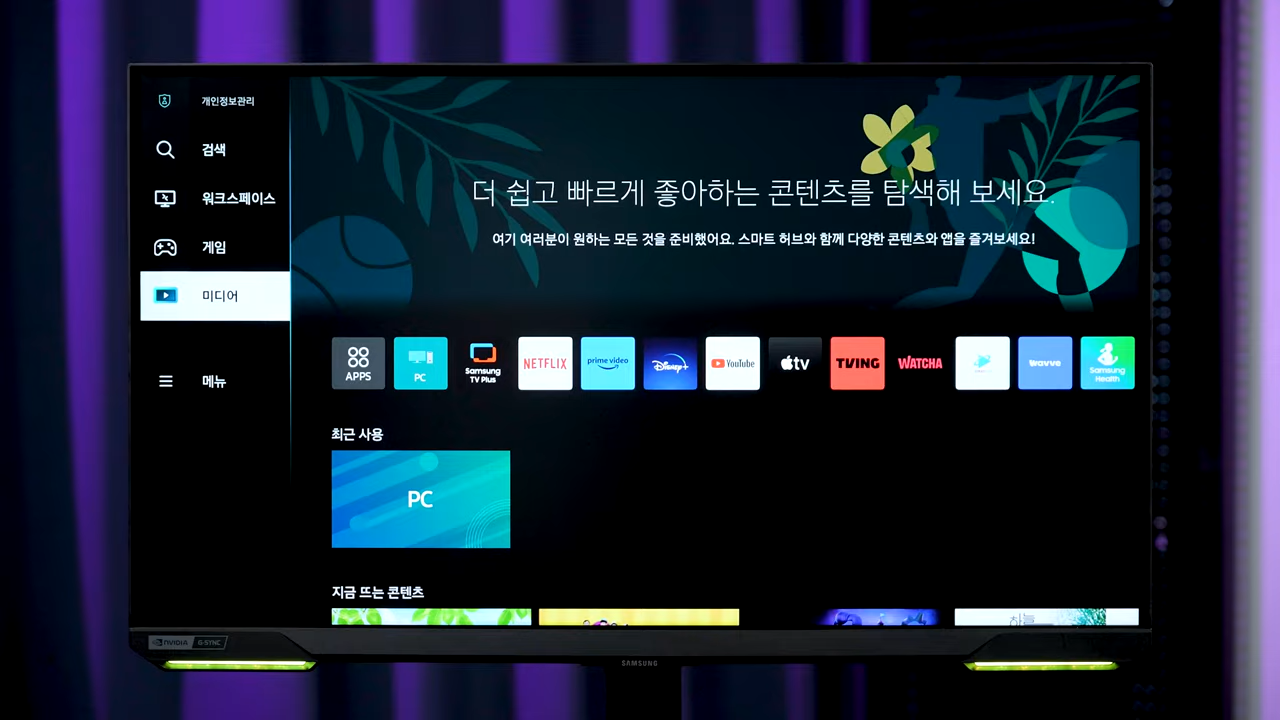 개인정보관리
검색
워크스페이스
게임
미디어
메뉴
더 쉽고 빠르게 좋아하는 콘텐츠를 탐색해 보세요.
여기 여러분이 원하는 모든 것을 준비했어요. 스마트 허브와 함께 다양한 콘텐츠와 앱을 즐겨보세요!
APPS
PC
Samsung
TV Plus
NETFLIX
prime video
Disney+
YouTube
tv
TVING
WATCHA
wavve
Samsung
Health
최근 사용
PC
지금 뜨는 콘텐츠
NVIDIA G-SYNC
SAMSUNG